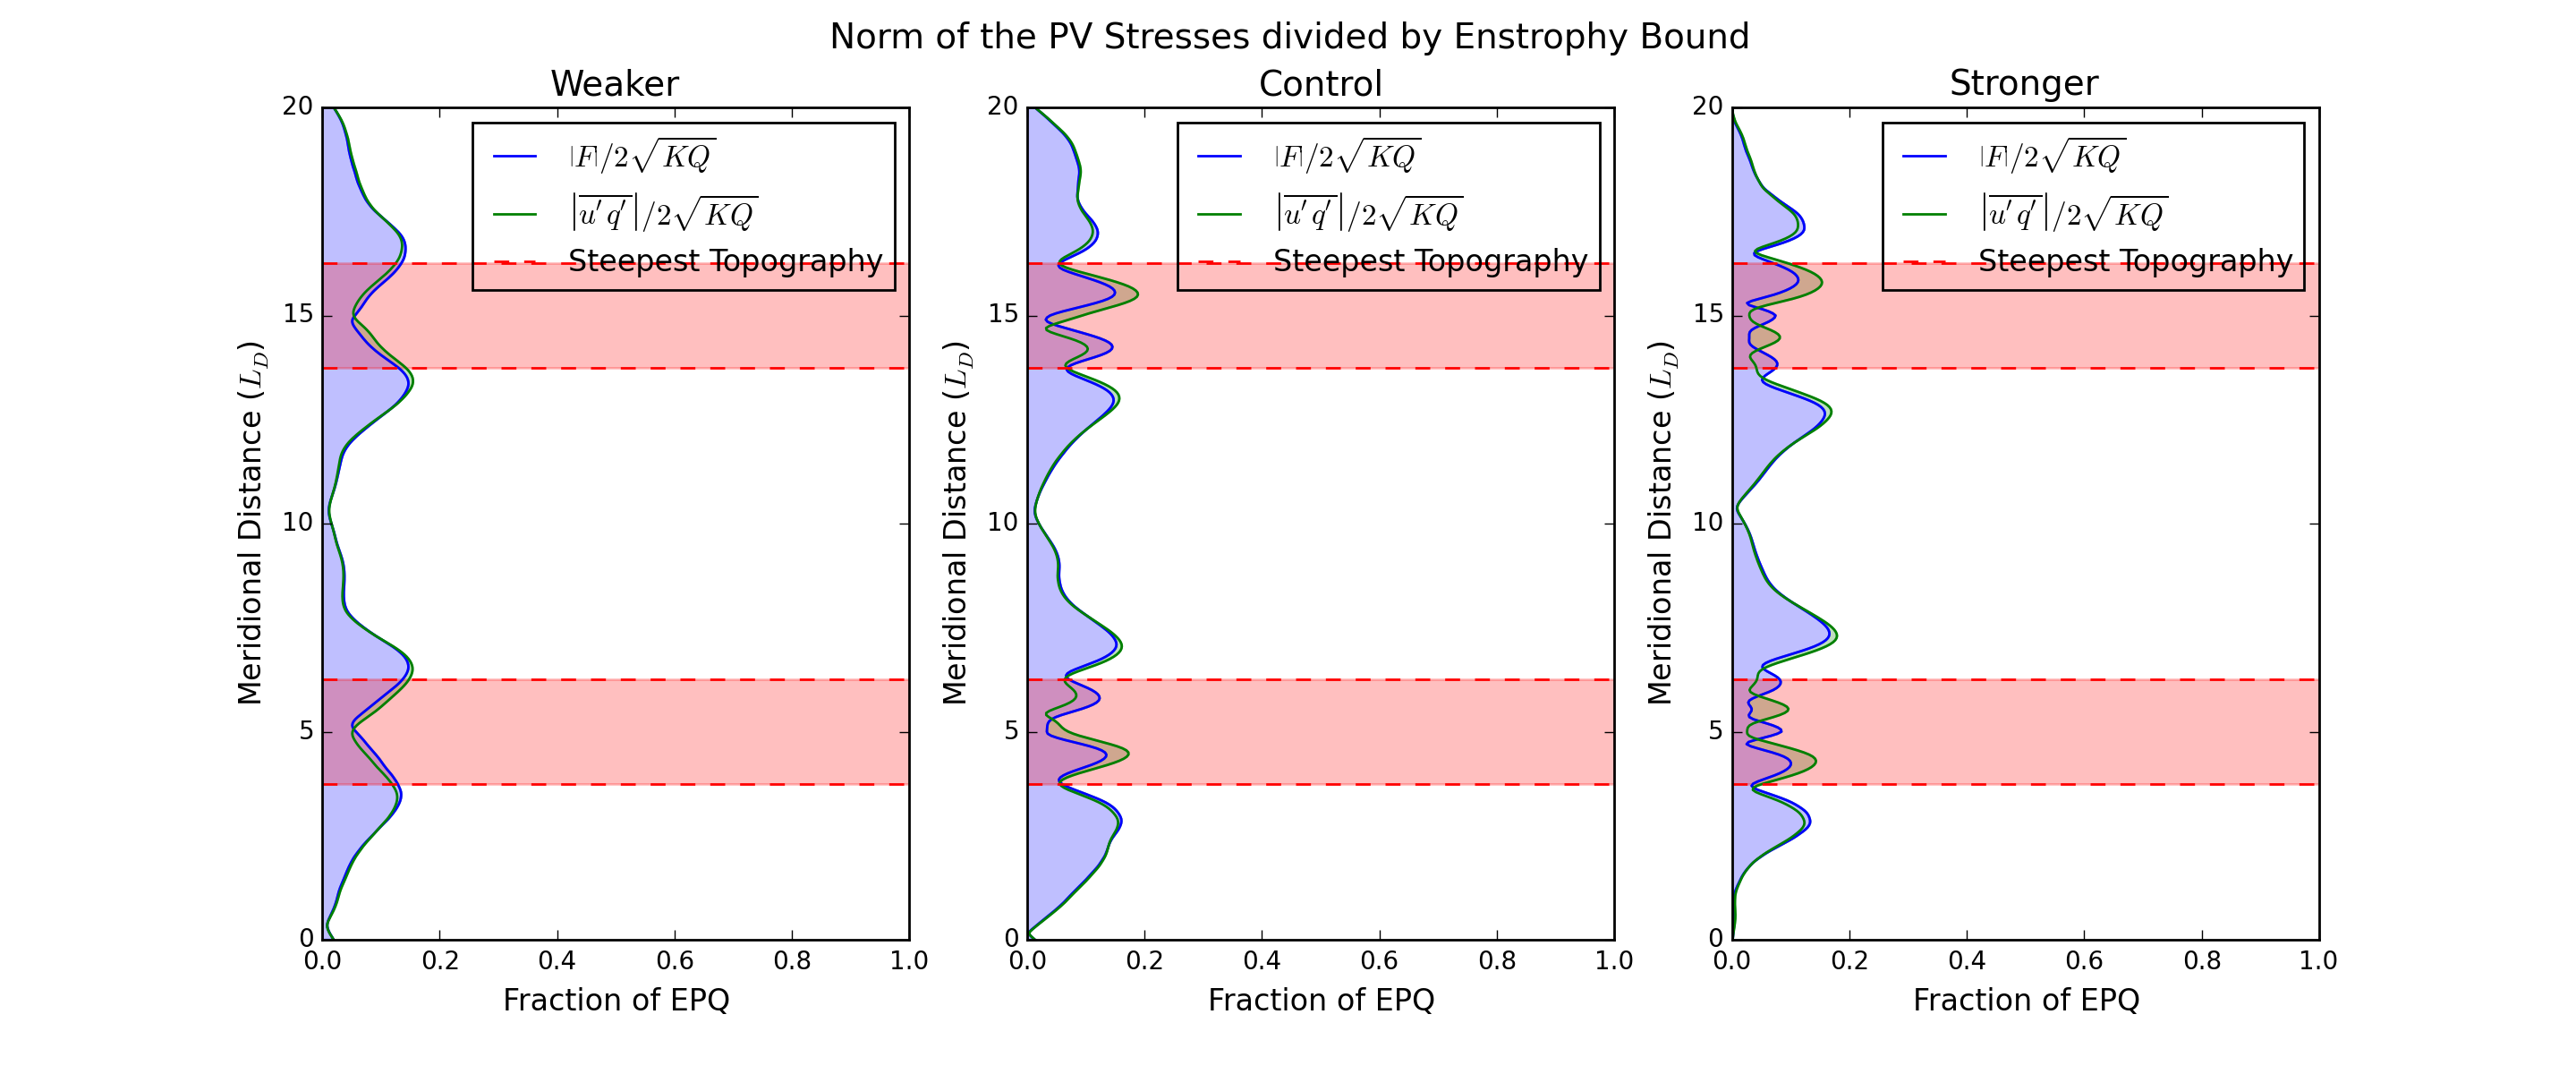 Norm of the PV Stresses divided by Enstrophy Bound
Weaker
20
15
10
5
0
Meridional Distance (L_D)
|F|/2√KQ
|u′q′|/2√KQ
Steepest Topography
0.0 0.2 0.4 0.6 0.8 1.0
Fraction of EPQ
Control
20
15
10
5
0
Meridional Distance (L_D)
|F|/2√KQ
|u′q′|/2√KQ
Steepest Topography
0.0 0.2 0.4 0.6 0.8 1.0
Fraction of EPQ
Stronger
20
15
10
5
0
Meridional Distance (L_D)
|F|/2√KQ
|u′q′|/2√KQ
Steepest Topography
0.0 0.2 0.4 0.6 0.8 1.0
Fraction of EPQ